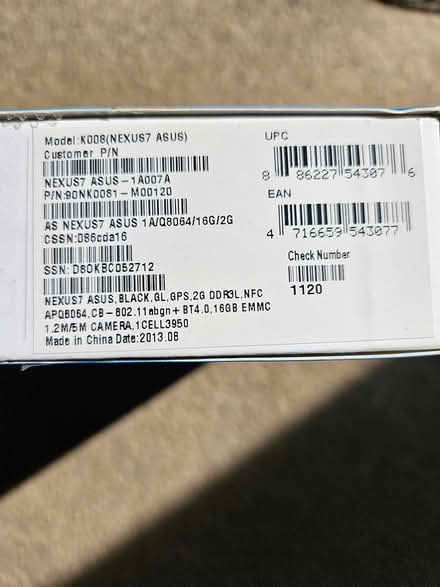 Model:K008(NEXUS7 ASUS)
Customer P/N
NEXUS7 ASUS-1A007A
P/N:90NK0081-M00120
AS NEXUS7 ASUS 1A/Q8064/16G/2G
CSSN:D86cda16
SSN: D8OKBC052712
NEXUS7 ASUS,BLACK,GL,GPS,2G DDR3L,NFC
APQ8064,CB-802.11abgn+BT4.0,16GB EMMC
1.2M/5M CAMERA,1CELL3950
Made in China Date:2013.08
UPC
8 86227 54307 6
EAN
4 716659 543077
Check Number
1120